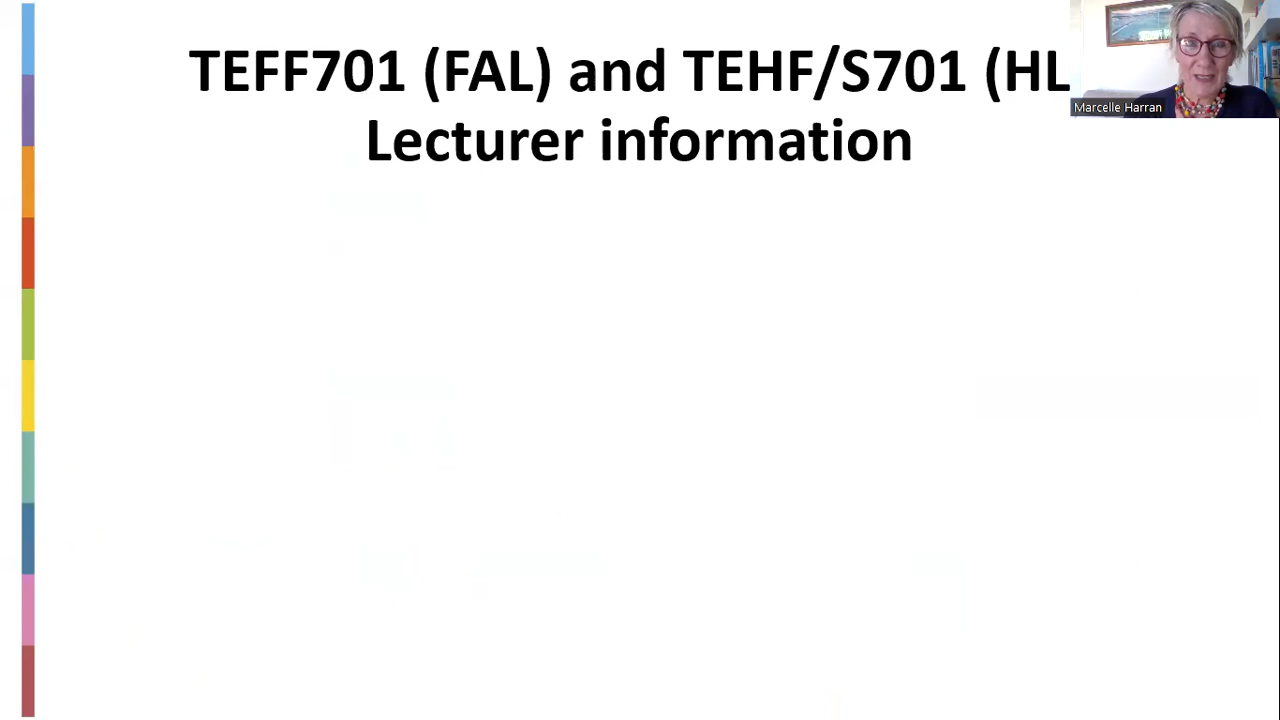 TEFF701 (FAL) and TEHF/S701 (HL
Lecturer information
Marcelle Harran